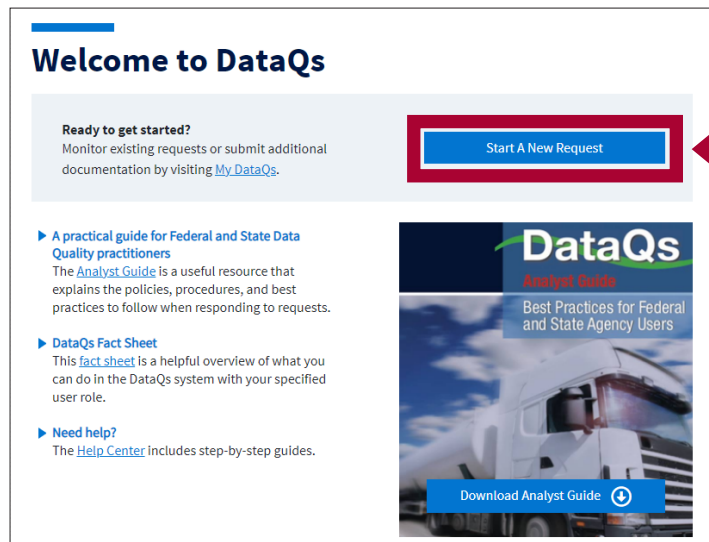 Welcome to DataQs
Ready to get started?
Monitor existing requests or submit additional
documentation by visiting My DataQs.
Start A New Request
A practical guide for Federal and State Data
Quality practitioners
The Analyst Guide is a useful resource that
explains the policies, procedures, and best
practices to follow when responding to requests.
DataQs Fact Sheet
This fact sheet is a helpful overview of what you
can do in the DataQs system with your specified
user role.
Need help?
The Help Center includes step-by-step guides.
DataQs
Analyst Guide
Best Practices for Federal
and State Agency Users
Download Analyst Guide